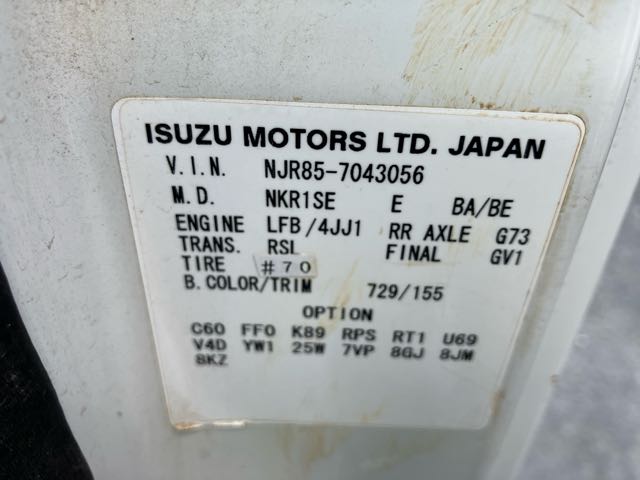 ISUZU MOTORS LTD. JAPAN
V.I.N. NJR85-7043056
M.D. NKR1SE E BA/BE
ENGINE LFB/4JJ1 RR AXLE G73
TRANS. RSL FINAL GV1
TIRE #70
B.COLOR/TRIM 729/155
OPTION
C60 FF0 K89 RPS RT1 U69
V4D YW1 25W 7VP 8GJ 8JM
8KZ